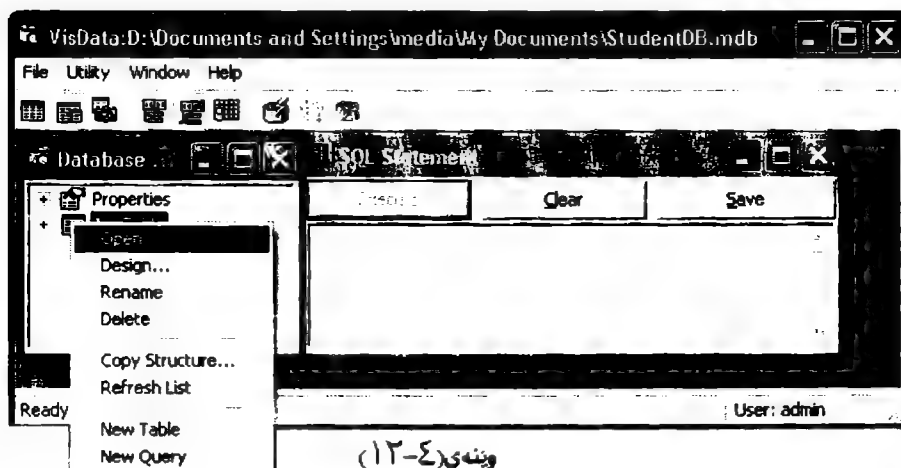 VisData:D:\Documents and Settings\media\My Documents\StudentDB.mdb
File Utility Window Help
Database SQL Statement
Properties Clear Save
Open
Design...
Rename
Delete
Copy Structure...
Refresh List
Ready User: admin
New Table
New Query
وێنەی(٤-١٢)